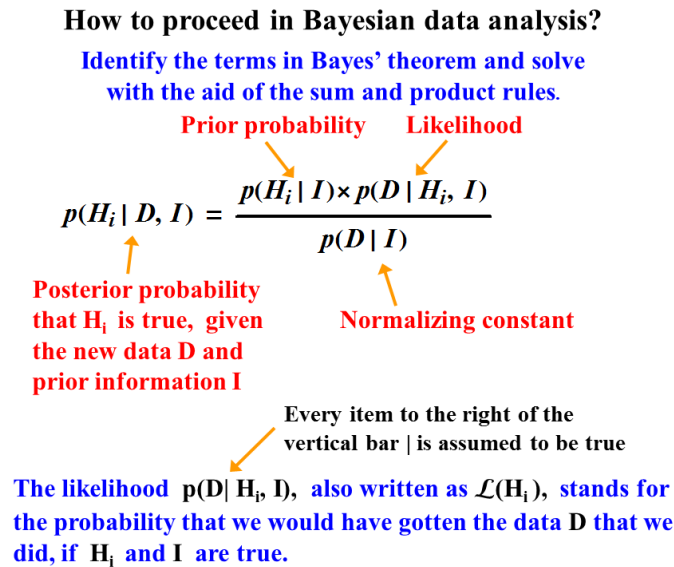 How to proceed in Bayesian data analysis?
Identify the terms in Bayes’ theorem and solve
with the aid of the sum and product rules.
Prior probability Likelihood
p(Hᵢ | I) × p(D | Hᵢ, I)
p(Hᵢ | D, I) =
p(D | I)
Posterior probability
that Hᵢ is true, given
the new data D and
prior information I
Normalizing constant
Every item to the right of the
vertical bar | is assumed to be true
The likelihood p(D| Hᵢ, I), also written as ℒ(Hᵢ), stands for
the probability that we would have gotten the data D that we
did, if Hᵢ and I are true.